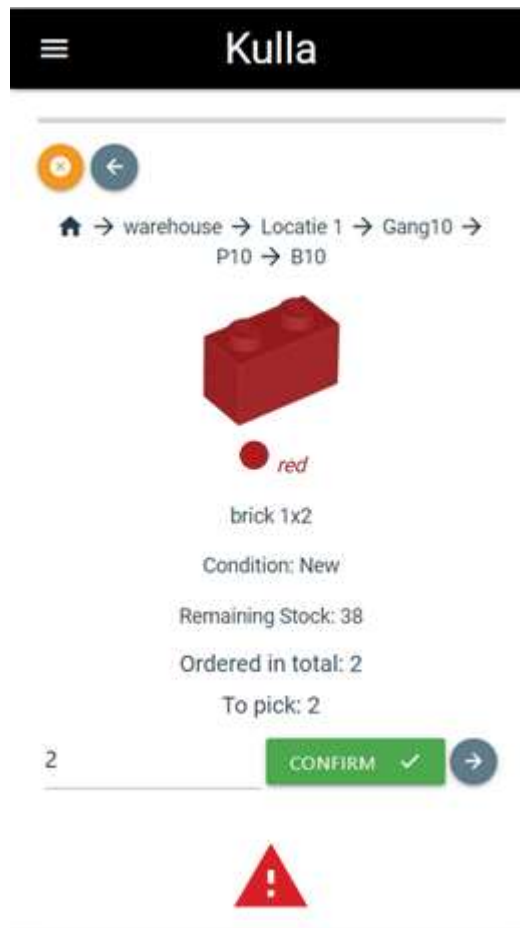 Kulla
→ warehouse → Locatie 1 → Gang10 →
P10 → B10
red
brick 1x2
Condition: New
Remaining Stock: 38
Ordered in total: 2
To pick: 2
2 CONFIRM